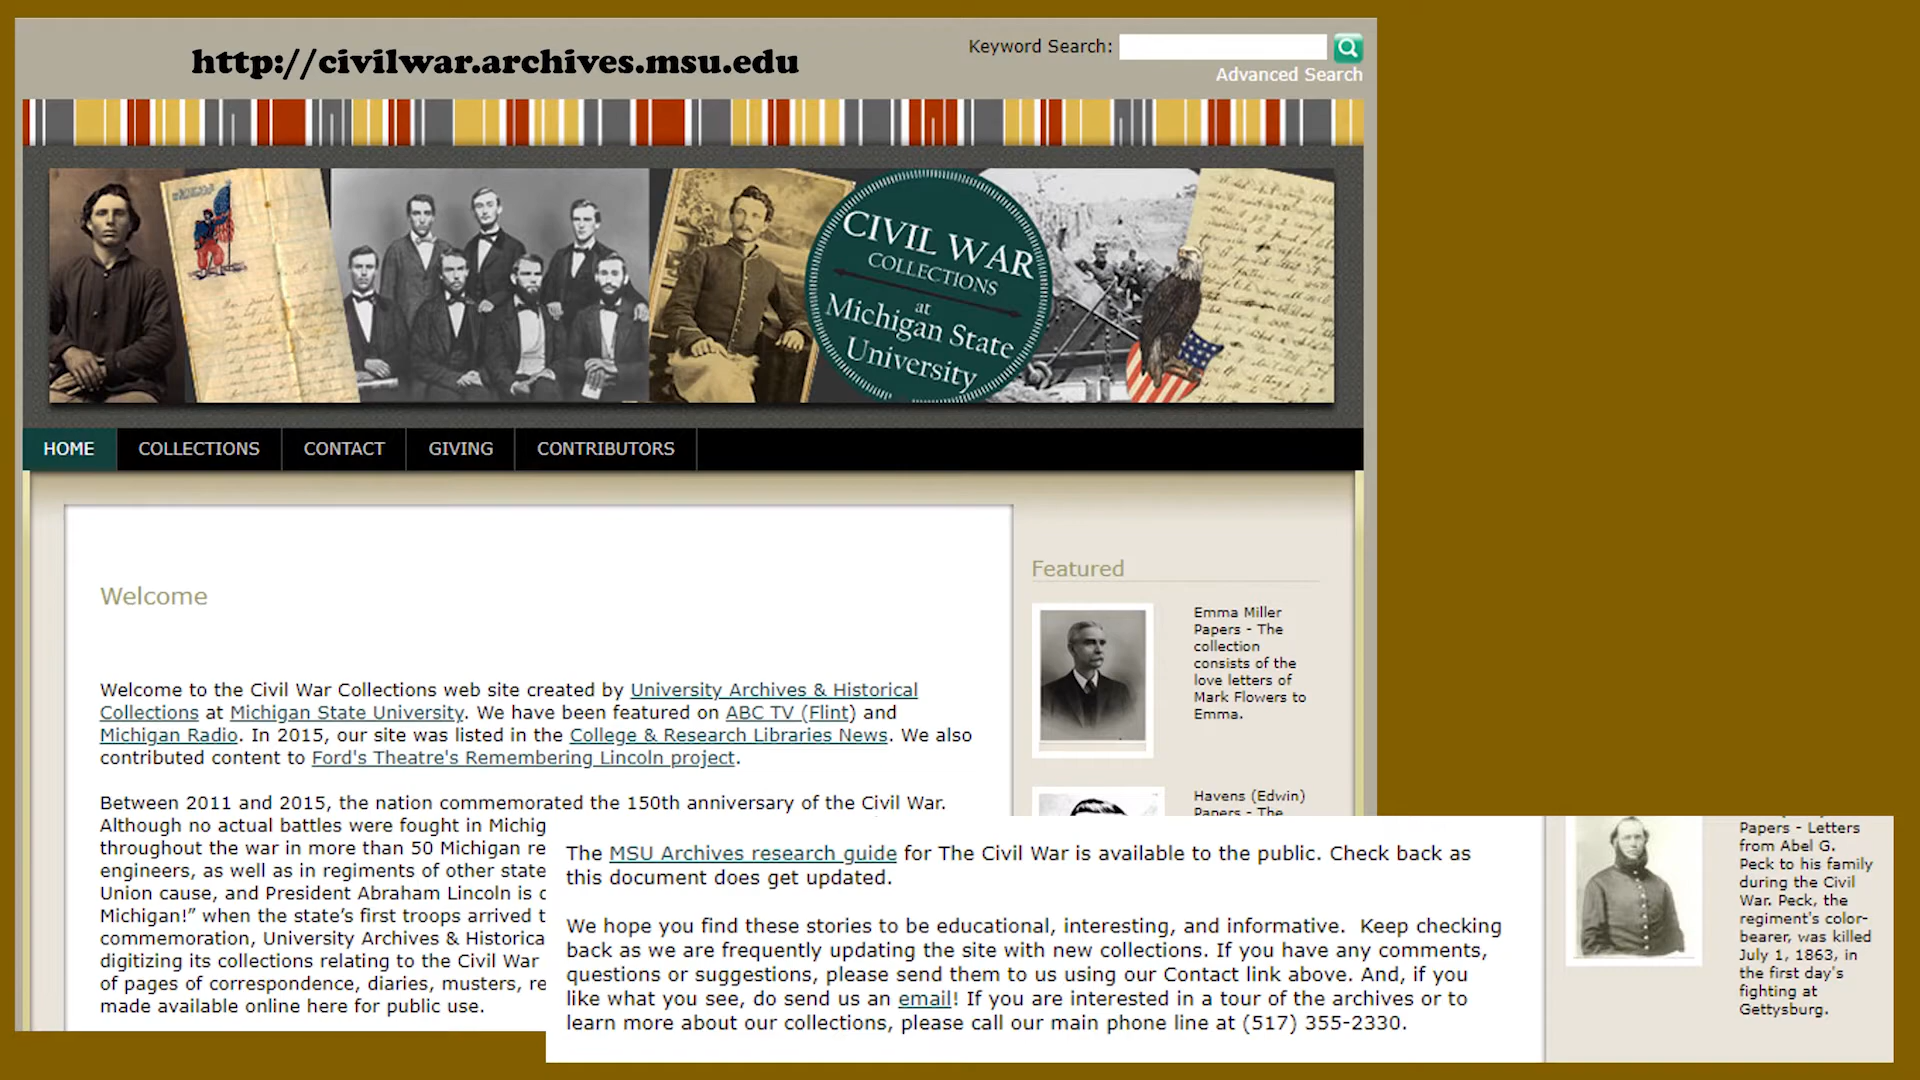 http://civilwar.archives.msu.edu
Keyword Search:
Advanced Search
CIVIL WAR
COLLECTIONS
at
Michigan State
University
HOME
COLLECTIONS
CONTACT
GIVING
CONTRIBUTORS
Welcome
Welcome to the Civil War Collections web site created by University Archives & Historical
Collections at Michigan State University. We have been featured on ABC TV (Flint) and
Michigan Radio. In 2015, our site was listed in the College & Research Libraries News. We also
contributed content to Ford's Theatre's Remembering Lincoln project.
Between 2011 and 2015, the nation commemorated the 150th anniversary of the Civil War.
Although no actual battles were fought in Michig
throughout the war in more than 50 Michigan re
engineers, as well as in regiments of other state
Union cause, and President Abraham Lincoln is
Michigan!” when the state’s first troops arrived t
commemoration, University Archives & Historica
digitizing its collections relating to the Civil War
of pages of correspondence, diaries, musters, re
made available online here for public use.
Featured
Emma Miller
Papers - The
collection
consists of the
love letters of
Mark Flowers to
Emma.
Havens (Edwin)
Papers - The
The MSU Archives research guide for The Civil War is available to the public. Check back as
this document does get updated.
We hope you find these stories to be educational, interesting, and informative. Keep checking
back as we are frequently updating the site with new collections. If you have any comments,
questions or suggestions, please send them to us using our Contact link above. And, if you
like what you see, do send us an email! If you are interested in a tour of the archives or to
learn more about our collections, please call our main phone line at (517) 355-2330.
Papers - Letters
from Abel G.
Peck to his family
during the Civil
War. Peck, the
regiment's color-
bearer, was killed
July 1, 1863, in
the first day's
fighting at
Gettysburg.